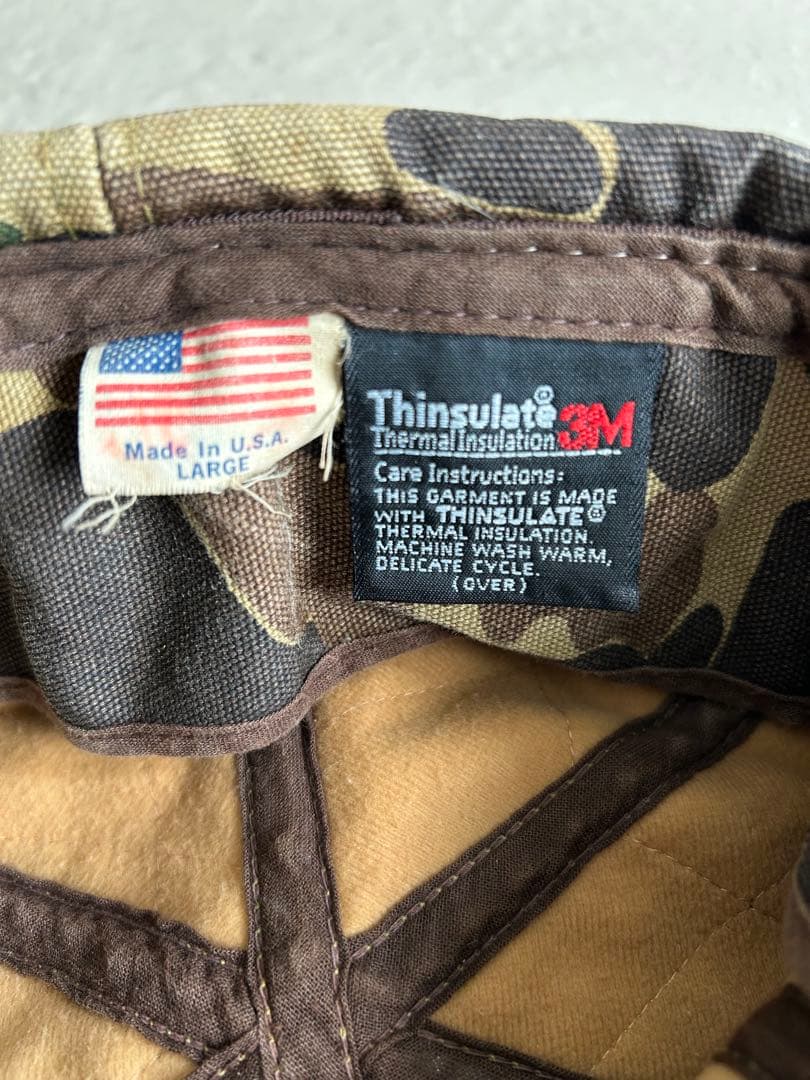 Made In U.S.A.
LARGE
Thinsulate®
Thermal Insulation 3M
Care Instructions:
THIS GARMENT IS MADE
WITH THINSULATE®
THERMAL INSULATION.
MACHINE WASH WARM,
DELICATE CYCLE.
(OVER)